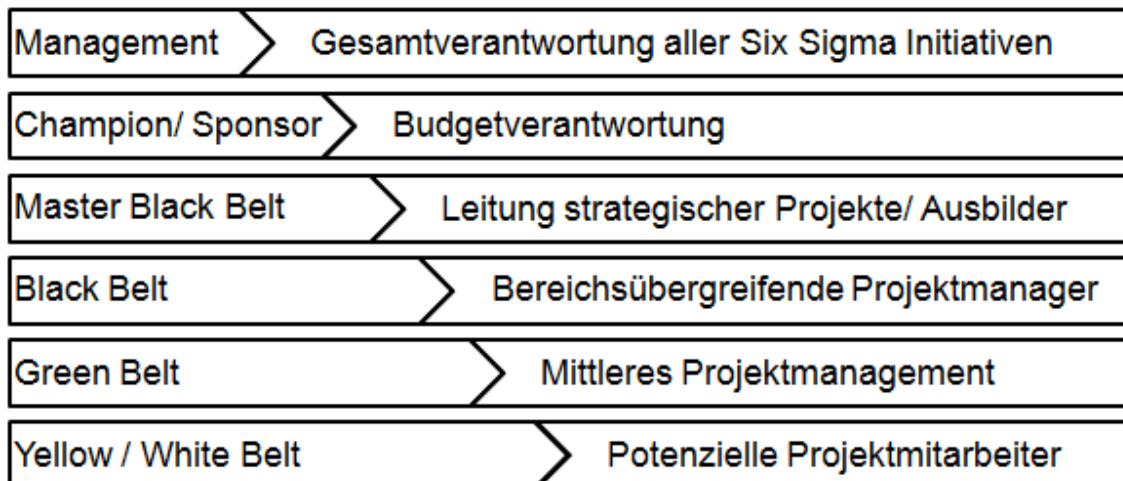 Management Gesamtverantwortung aller Six Sigma Initiativen
Champion/ Sponsor Budgetverantwortung
Master Black Belt Leitung strategischer Projekte/ Ausbilder
Black Belt Bereichsübergreifende Projektmanager
Green Belt Mittleres Projektmanagement
Yellow / White Belt Potenzielle Projektmitarbeiter